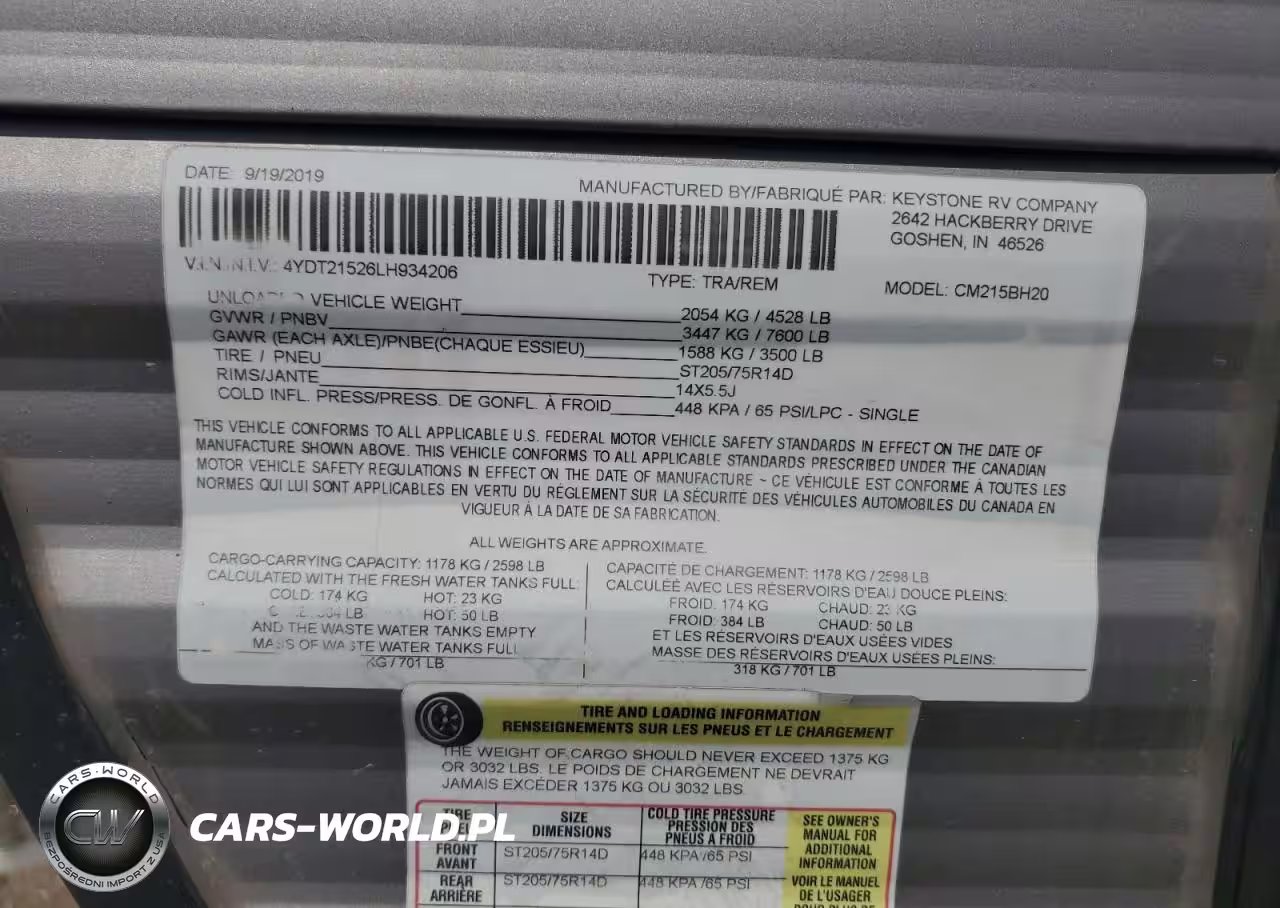 DATE: 9/19/2019
MANUFACTURED BY/FABRIQUÉ PAR: KEYSTONE RV COMPANY
2642 HACKBERRY DRIVE
GOSHEN, IN 46526
V.I.N./N.I.V.: 4YDT21526LH934206
TYPE: TRA/REM
MODEL: CM215BH20
VEHICLE WEIGHT 2054 KG / 4528 LB
GVWR / PNBV 3447 KG / 7600 LB
GAWR (EACH AXLE)/PNBE(CHAQUE ESSIEU) 1588 KG / 3500 LB
TIRE / PNEU ST205/75R14D
RIMS/JANTE 14X5.5J
COLD INFL. PRESS/PRESS. DE GONFL. À FROID 448 KPA / 65 PSI/LPC - SINGLE
THIS VEHICLE CONFORMS TO ALL APPLICABLE U.S. FEDERAL MOTOR VEHICLE SAFETY STANDARDS IN EFFECT ON THE DATE OF
MANUFACTURE SHOWN ABOVE. THIS VEHICLE CONFORMS TO ALL APPLICABLE STANDARDS PRESCRIBED UNDER THE CANADIAN
MOTOR VEHICLE SAFETY REGULATIONS IN EFFECT ON THE DATE OF MANUFACTURE ~ CE VÉHICULE EST CONFORME À TOUTES LES
NORMES QUI LUI SONT APPLICABLES EN VERTU DU RÈGLEMENT SUR LA SÉCURITÉ DES VÉHICULES AUTOMOBILES DU CANADA EN
VIGUEUR À LA DATE DE SA FABRICATION.
ALL WEIGHTS ARE APPROXIMATE.
CARGO-CARRYING CAPACITY: 1178 KG / 2598 LB
CALCULATED WITH THE FRESH WATER TANKS FULL:
COLD: 174 KG HOT: 23 KG
LB HOT: 50 LB
AND THE WASTE WATER TANKS EMPTY
MASS OF WASTE WATER TANKS FULL
KG / 701 LB
CAPACITÉ DE CHARGEMENT: 1178 KG / 2598 LB
CALCULÉE AVEC LES RÉSERVOIRS D'EAU DOUCE PLEINS:
FROID: 174 KG CHAUD: 23 KG
FROID: 384 LB CHAUD: 50 LB
ET LES RÉSERVOIRS D'EAUX USÉES VIDES
MASSE DES RÉSERVOIRS D'EAUX USÉES PLEINS:
318 KG / 701 LB
TIRE AND LOADING INFORMATION
RENSEIGNEMENTS SUR LES PNEUS ET LE CHARGEMENT
THE WEIGHT OF CARGO SHOULD NEVER EXCEED 1375 KG
OR 3032 LBS. LE POIDS DE CHARGEMENT NE DEVRAIT
JAMAIS EXCÉDER 1375 KG OU 3032 LBS.
TIRE
SIZE
DIMENSIONS
COLD TIRE PRESSURE
PRESSION DES
PNEUS A FROID
FRONT
AVANT
ST205/75R14D
448 KPA /65 PSI
REAR
ARRIÈRE
ST205/75R14D
448 KPA /65 PSI
SEE OWNER'S
MANUAL FOR
ADDITIONAL
INFORMATION
VOIR LE MANUEL
DE L'USAGER
CARS-WORLD
CW
BEZPOŚREDNI IMPORT Z USA
CARS-WORLD.PL